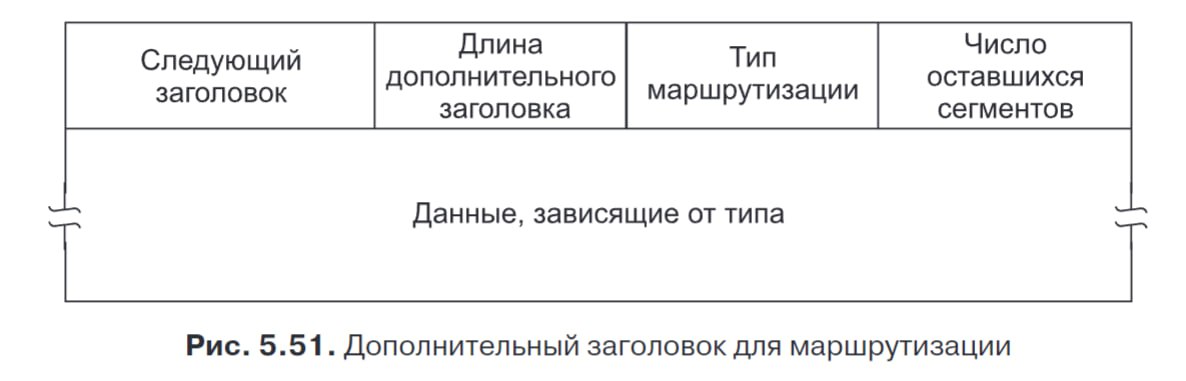 Следующий
заголовок
Длина
дополнительного
заголовка
Тип
маршрутизации
Число
оставшихся
сегментов
Данные, зависящие от типа
Рис. 5.51. Дополнительный заголовок для маршрутизации